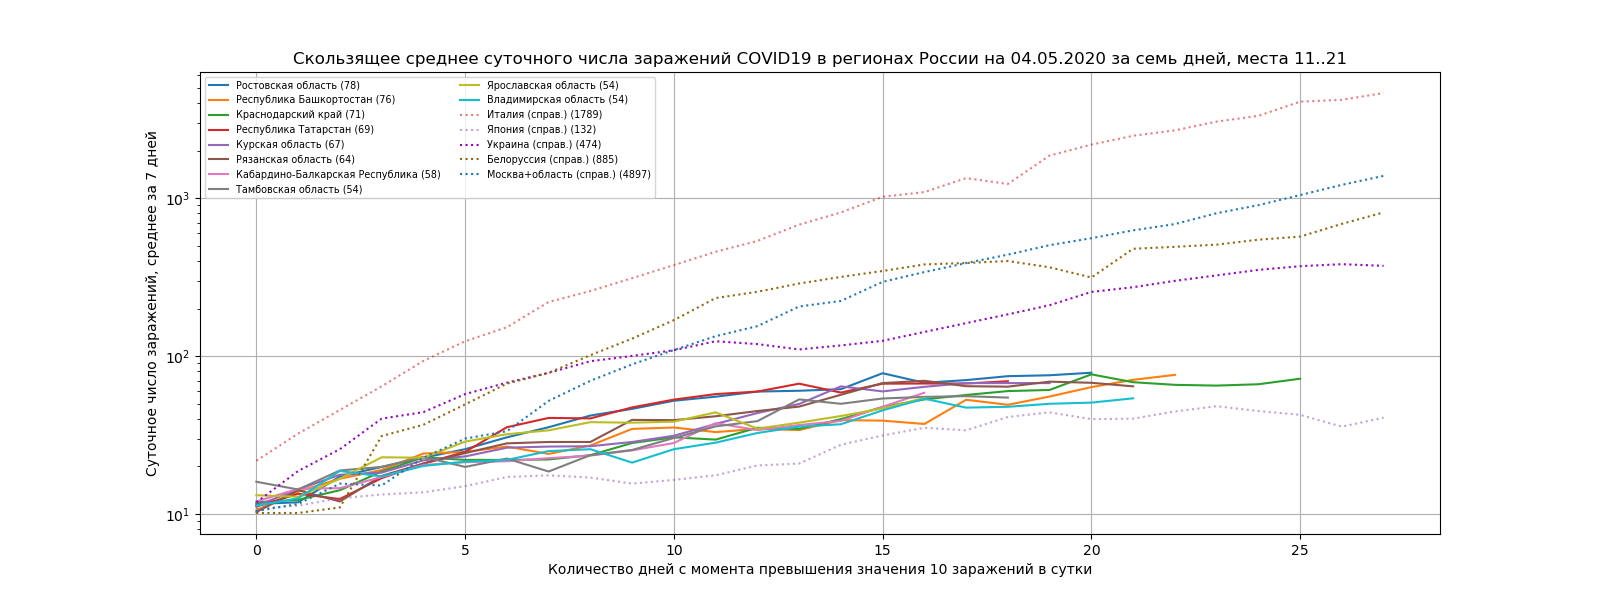 Скользящее среднее суточного числа заражений COVID19 в регионах России на 04.05.2020 за семь дней, места 11..21
Суточное число заражений, среднее за 7 дней
Ростовская область (78)
Республика Башкортостан (76)
Краснодарский край (71)
Республика Татарстан (69)
Курская область (67)
Рязанская область (64)
Кабардино-Балкарская Республика (58)
Тамбовская область (54)
Ярославская область (54)
Владимирская область (54)
Италия (справ.) (1789)
Япония (справ.) (132)
Украина (справ.) (474)
Белоруссия (справ.) (885)
Москва+область (справ.) (4897)
10³
10²
10¹
0 5 10 15 20 25
Количество дней с момента превышения значения 10 заражений в сутки